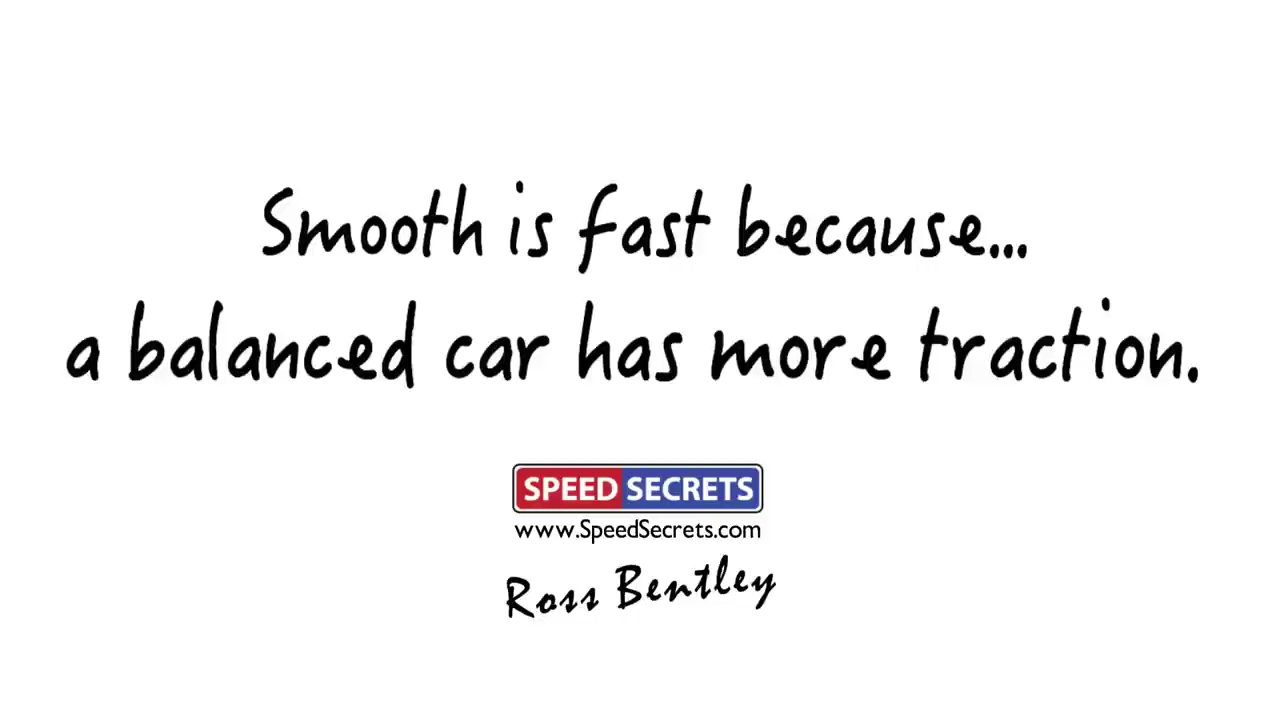 Smooth is fast because...
a balanced car has more traction.
SPEED SECRETS
www.SpeedSecrets.com
Ross Bentley